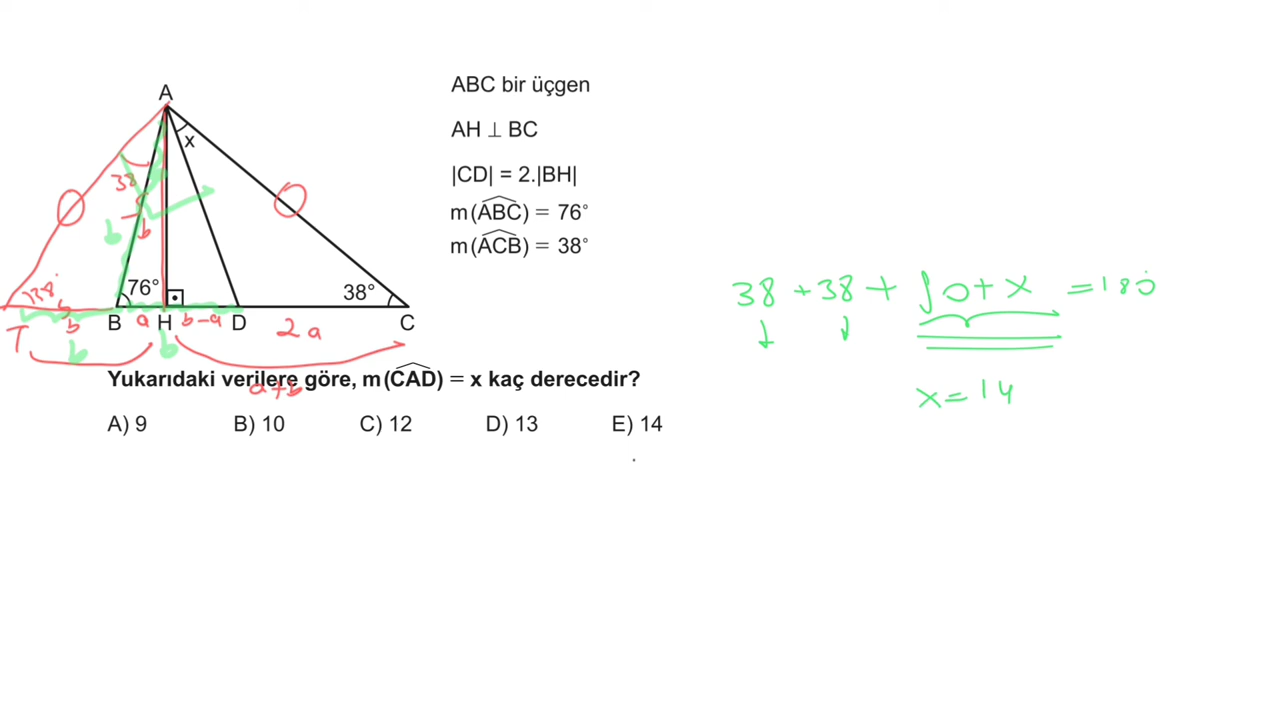 A
x
38
b
b
38
76°
38°
b
B a H b-a D 2a C
T
b
b
a+b
ABC bir üçgen
AH ⊥ BC
|CD| = 2.|BH|
m(ABC) = 76°
m(ACB) = 38°
Yukarıdaki verilere göre, m(CAD) = x kaç derecedir?
A) 9 B) 10 C) 12 D) 13 E) 14
38 + 38 + + x = 180
x = 14